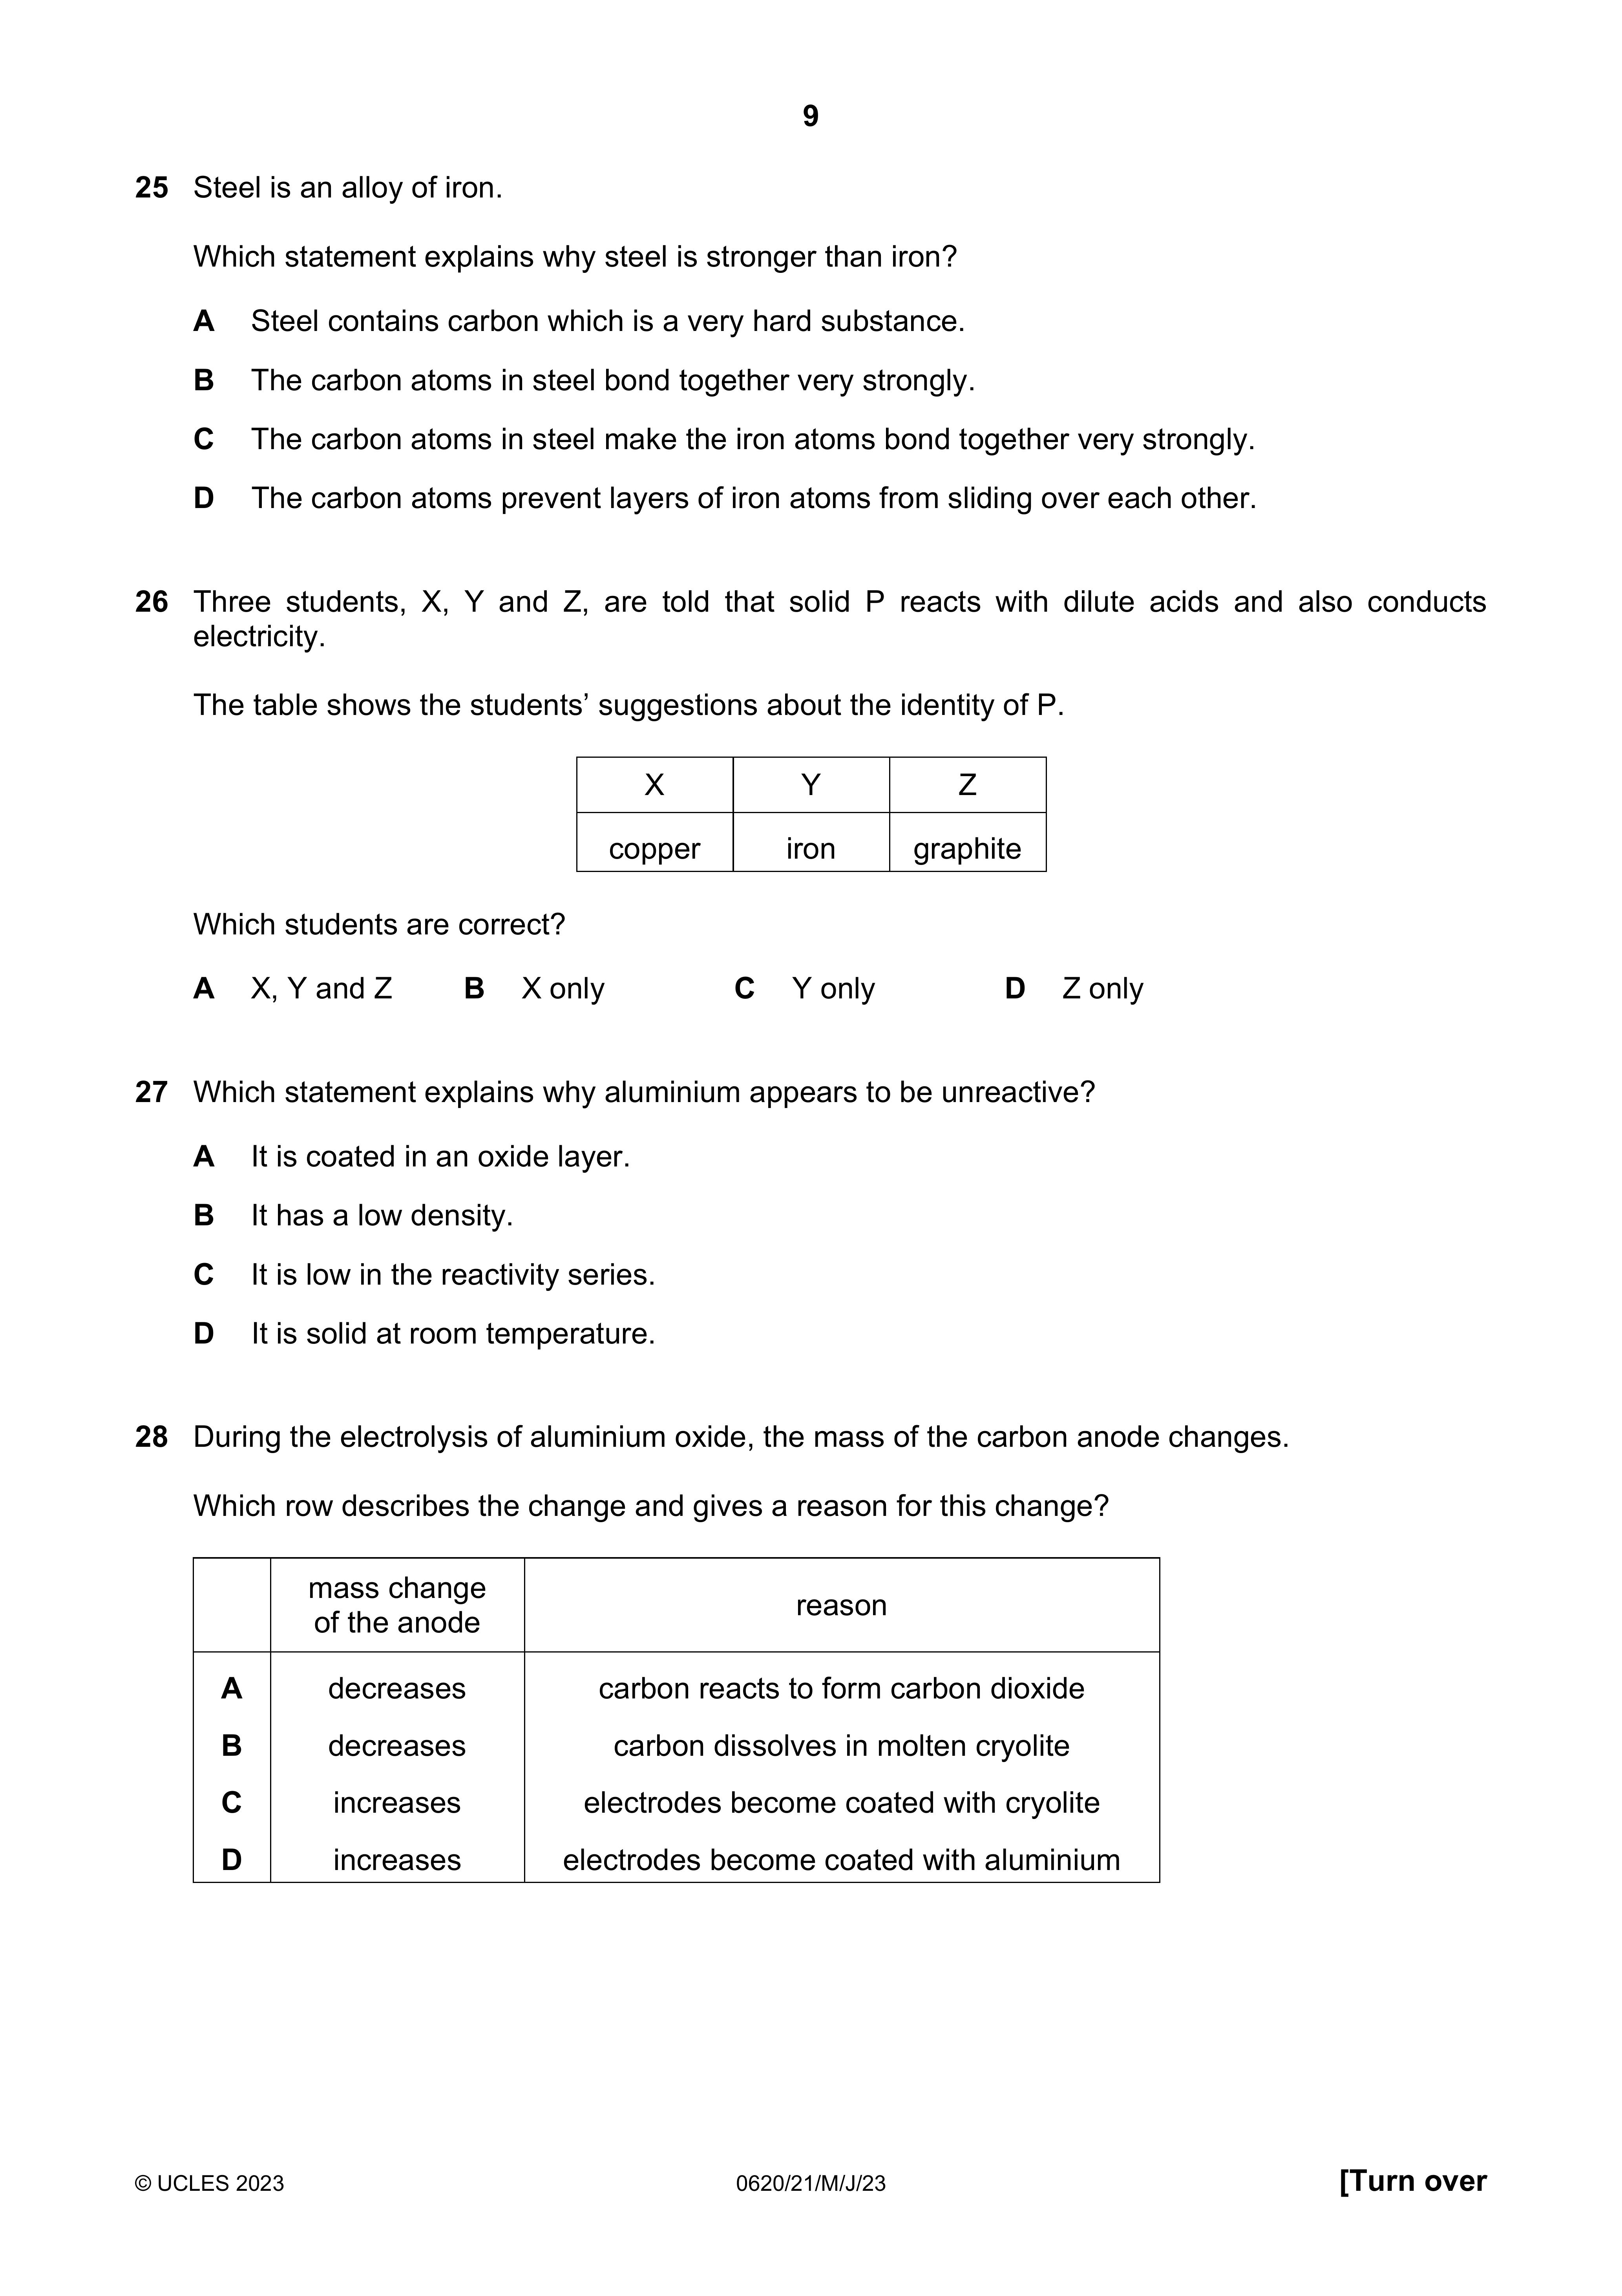 9
25 Steel is an alloy of iron.
Which statement explains why steel is stronger than iron?
A Steel contains carbon which is a very hard substance.
B The carbon atoms in steel bond together very strongly.
C The carbon atoms in steel make the iron atoms bond together very strongly.
D The carbon atoms prevent layers of iron atoms from sliding over each other.
26 Three students, X, Y and Z, are told that solid P reacts with dilute acids and also conducts
electricity.
The table shows the students’ suggestions about the identity of P.
X Y Z
copper iron graphite
Which students are correct?
A X, Y and Z B X only C Y only D Z only
27 Which statement explains why aluminium appears to be unreactive?
A It is coated in an oxide layer.
B It has a low density.
C It is low in the reactivity series.
D It is solid at room temperature.
28 During the electrolysis of aluminium oxide, the mass of the carbon anode changes.
Which row describes the change and gives a reason for this change?
mass change
of the anode
reason
A decreases carbon reacts to form carbon dioxide
B decreases carbon dissolves in molten cryolite
C increases electrodes become coated with cryolite
D increases electrodes become coated with aluminium
© UCLES 2023 0620/21/M/J/23 [Turn over